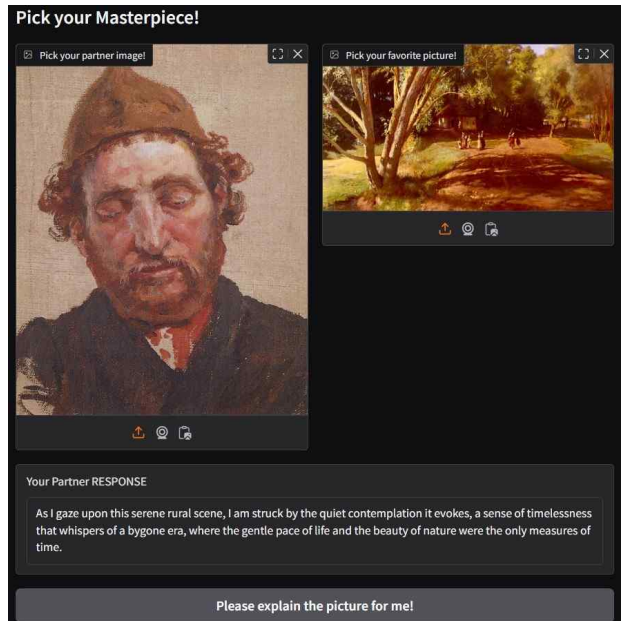 Pick your Masterpiece!
Pick your partner image!
Pick your favorite picture!
Your Partner RESPONSE
As I gaze upon this serene rural scene, I am struck by the quiet contemplation it evokes, a sense of timelessness
that whispers of a bygone era, where the gentle pace of life and the beauty of nature were the only measures of
time.
Please explain the picture for me!